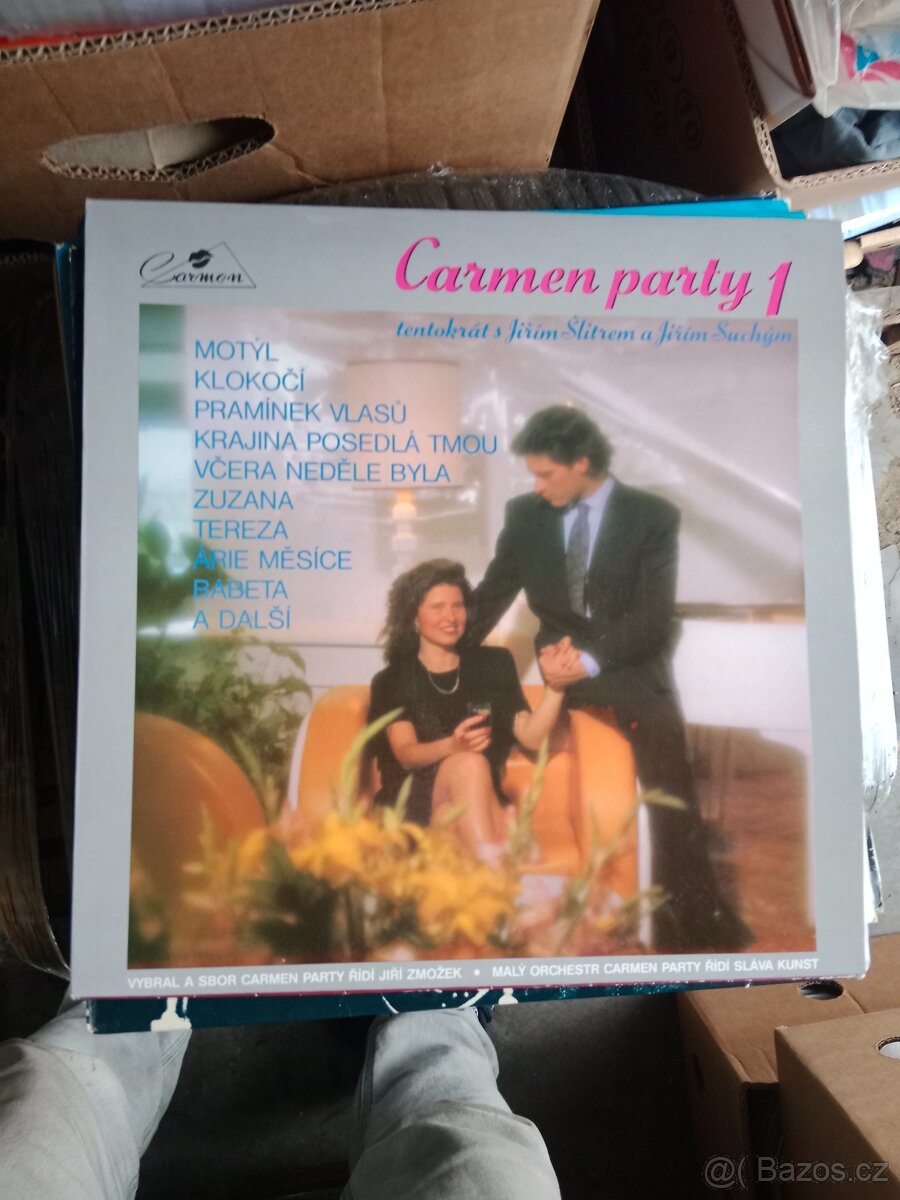 Carmen
Carmen party 1
tentokrát s Jiřím Šlitrem a Jiřím Suchým
MOTÝL
KLOKOČÍ
PRAMÍNEK VLASŮ
KRAJINA POSEDLÁ TMOU
VČERA NEDĚLE BYLA
ZUZANA
TEREZA
ÁRIE MĚSÍCE
BABETA
A DALŠÍ
VYBRAL A SBOR CARMEN PARTY ŘÍDÍ JIŘÍ ZMOŽEK • MALÝ ORCHESTR CARMEN PARTY ŘÍDÍ SLÁVA KUNST
@( Bazos.cz